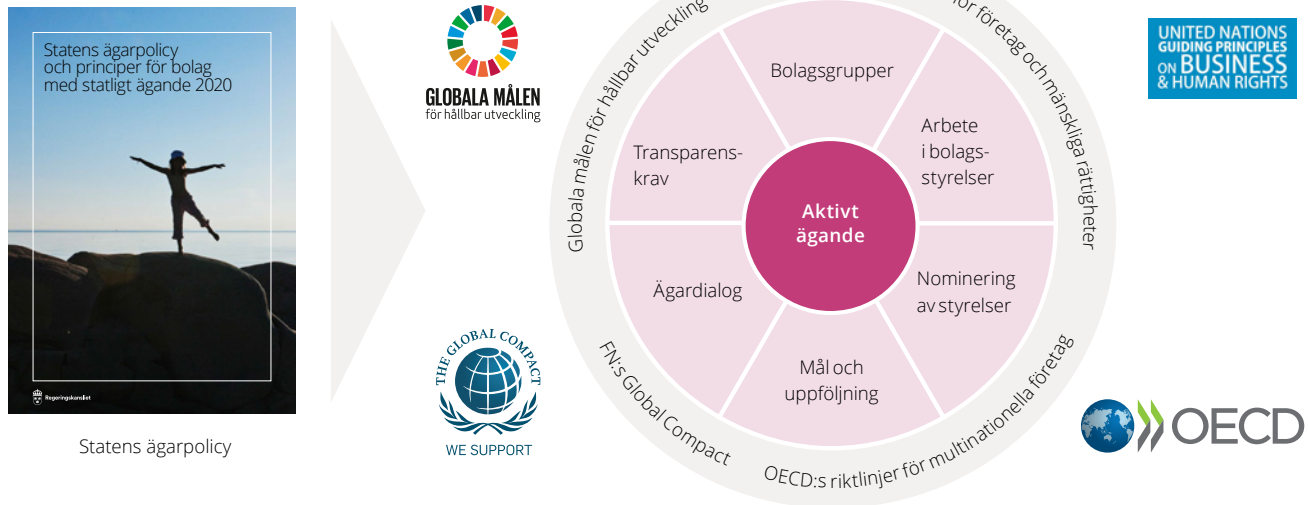 Statens ägarpolicy
och principer för bolag
med statligt ägande 2020
Regeringskansliet
Statens ägarpolicy
GLOBALA MÅLEN
för hållbar utveckling
THE GLOBAL COMPACT
WE SUPPORT
Globala målen för hållbar utveckling
för företag och mänskliga rättigheter
OECD:s riktlinjer för multinationella företag
FN:s Global Compact
Bolagsgrupper
Arbete
i bolags-
styrelser
Nominering
av styrelser
Mål och
uppföljning
Ägardialog
Transparens-
krav
Aktivt
ägande
UNITED NATIONS
GUIDING PRINCIPLES
ON BUSINESS
& HUMAN RIGHTS
OECD